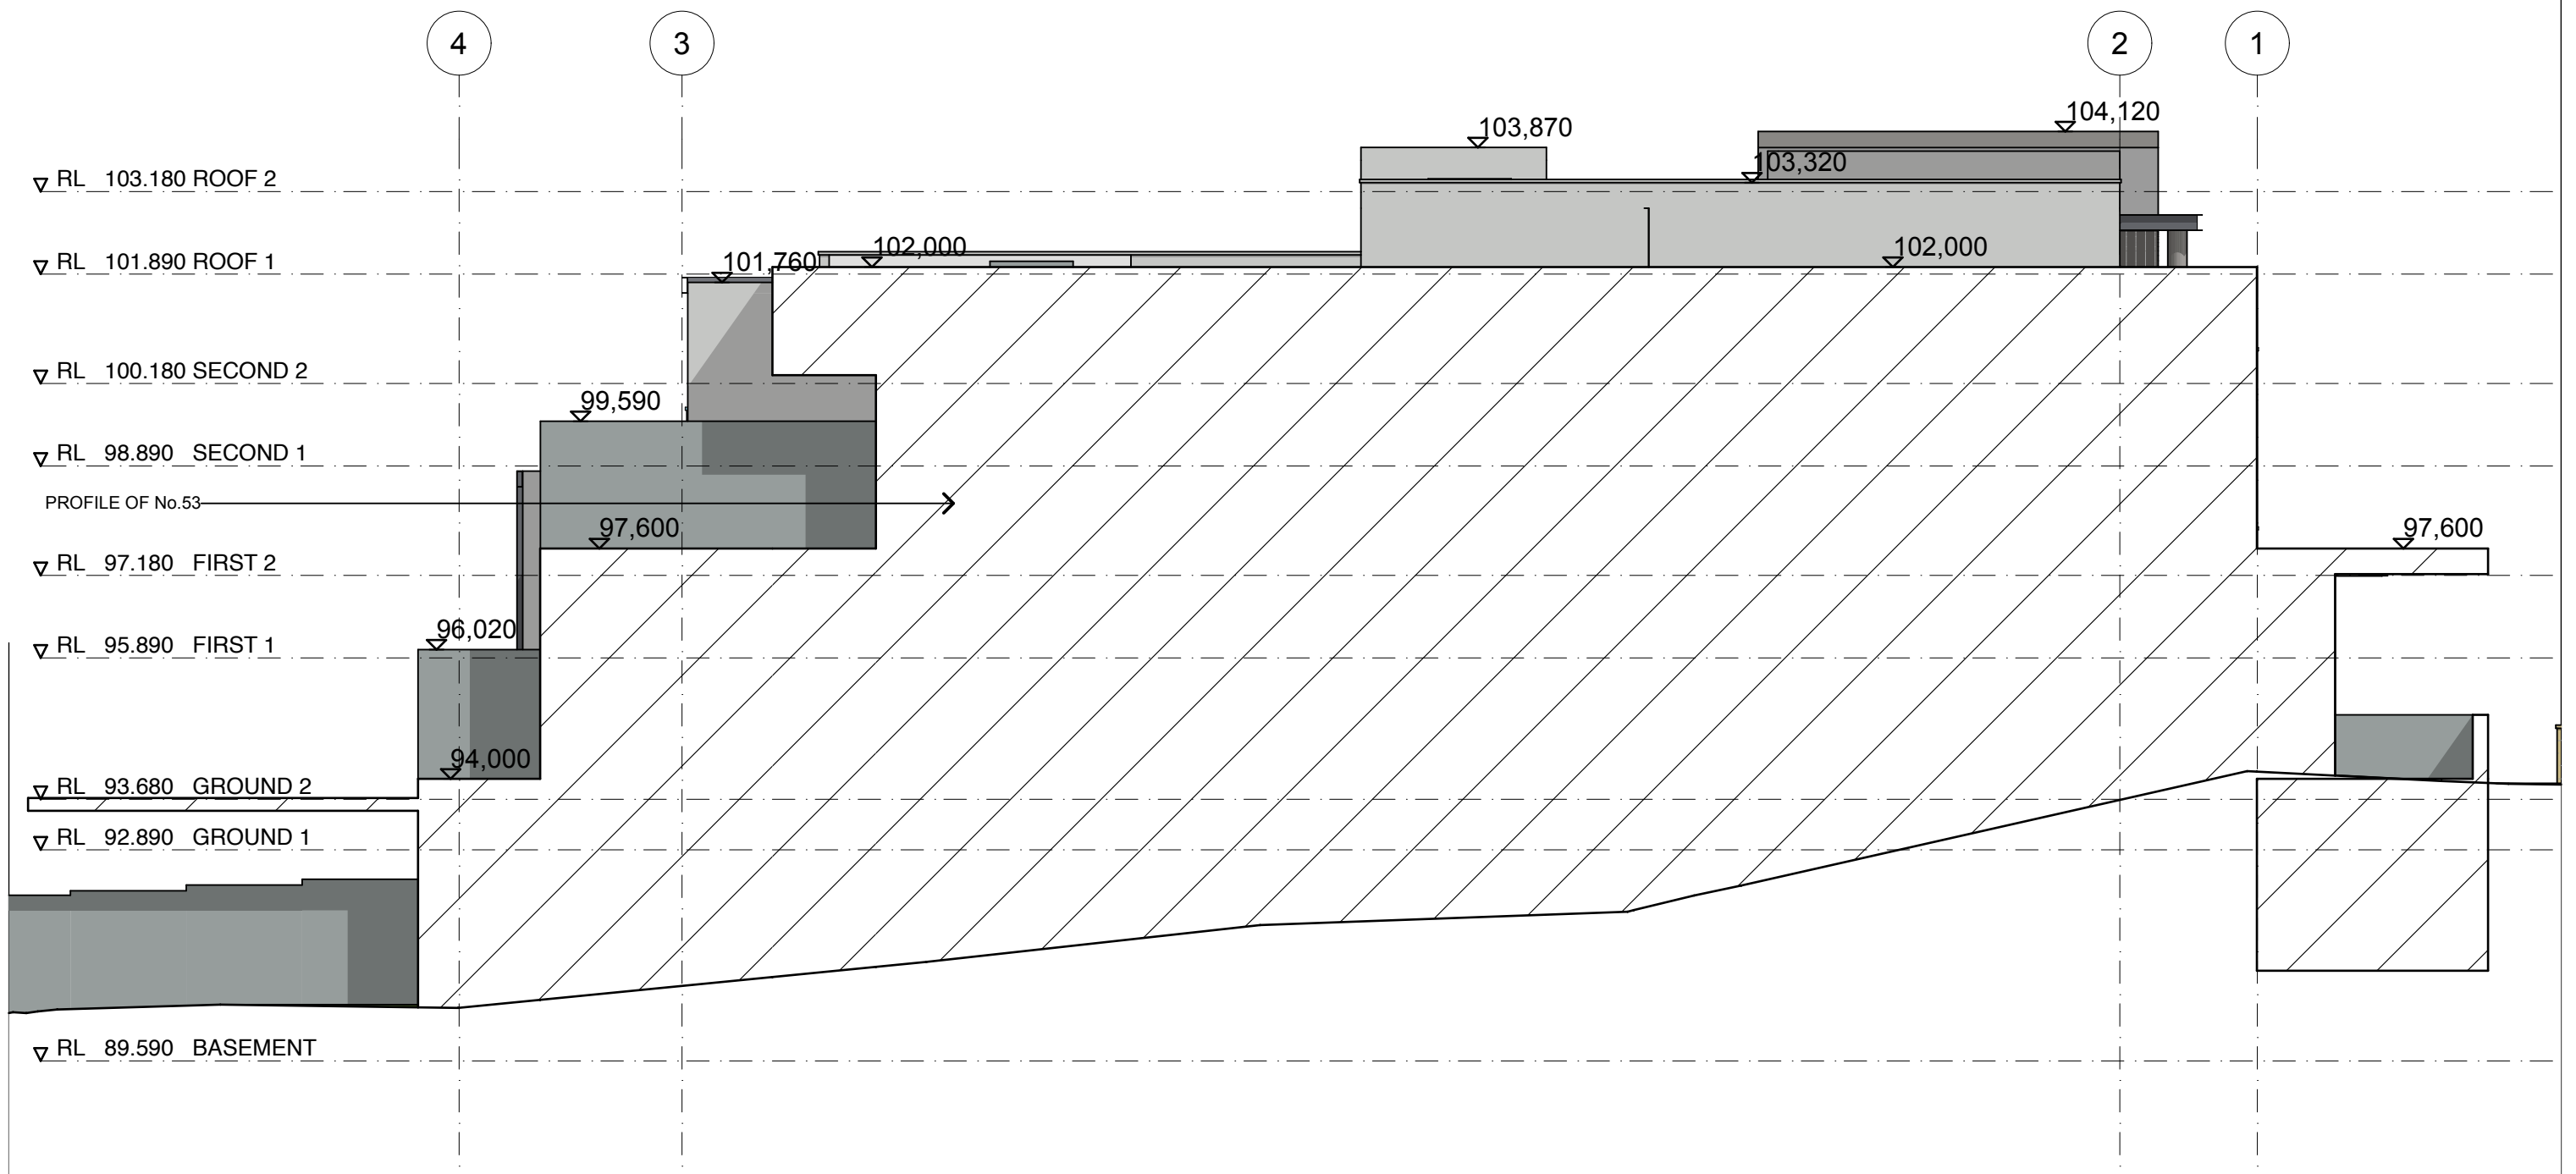 4
3
2
1
104,120
103,870
103,320
RL 103.180 ROOF 2
102,000
102,000
101,760
RL 101.890 ROOF 1
RL 100.180 SECOND 2
99,590
RL 98.890 SECOND 1
PROFILE OF No.53
97,600
97,600
RL 97.180 FIRST 2
96,020
RL 95.890 FIRST 1
94,000
RL 93.680 GROUND 2
RL 92.890 GROUND 1
RL 89.590 BASEMENT